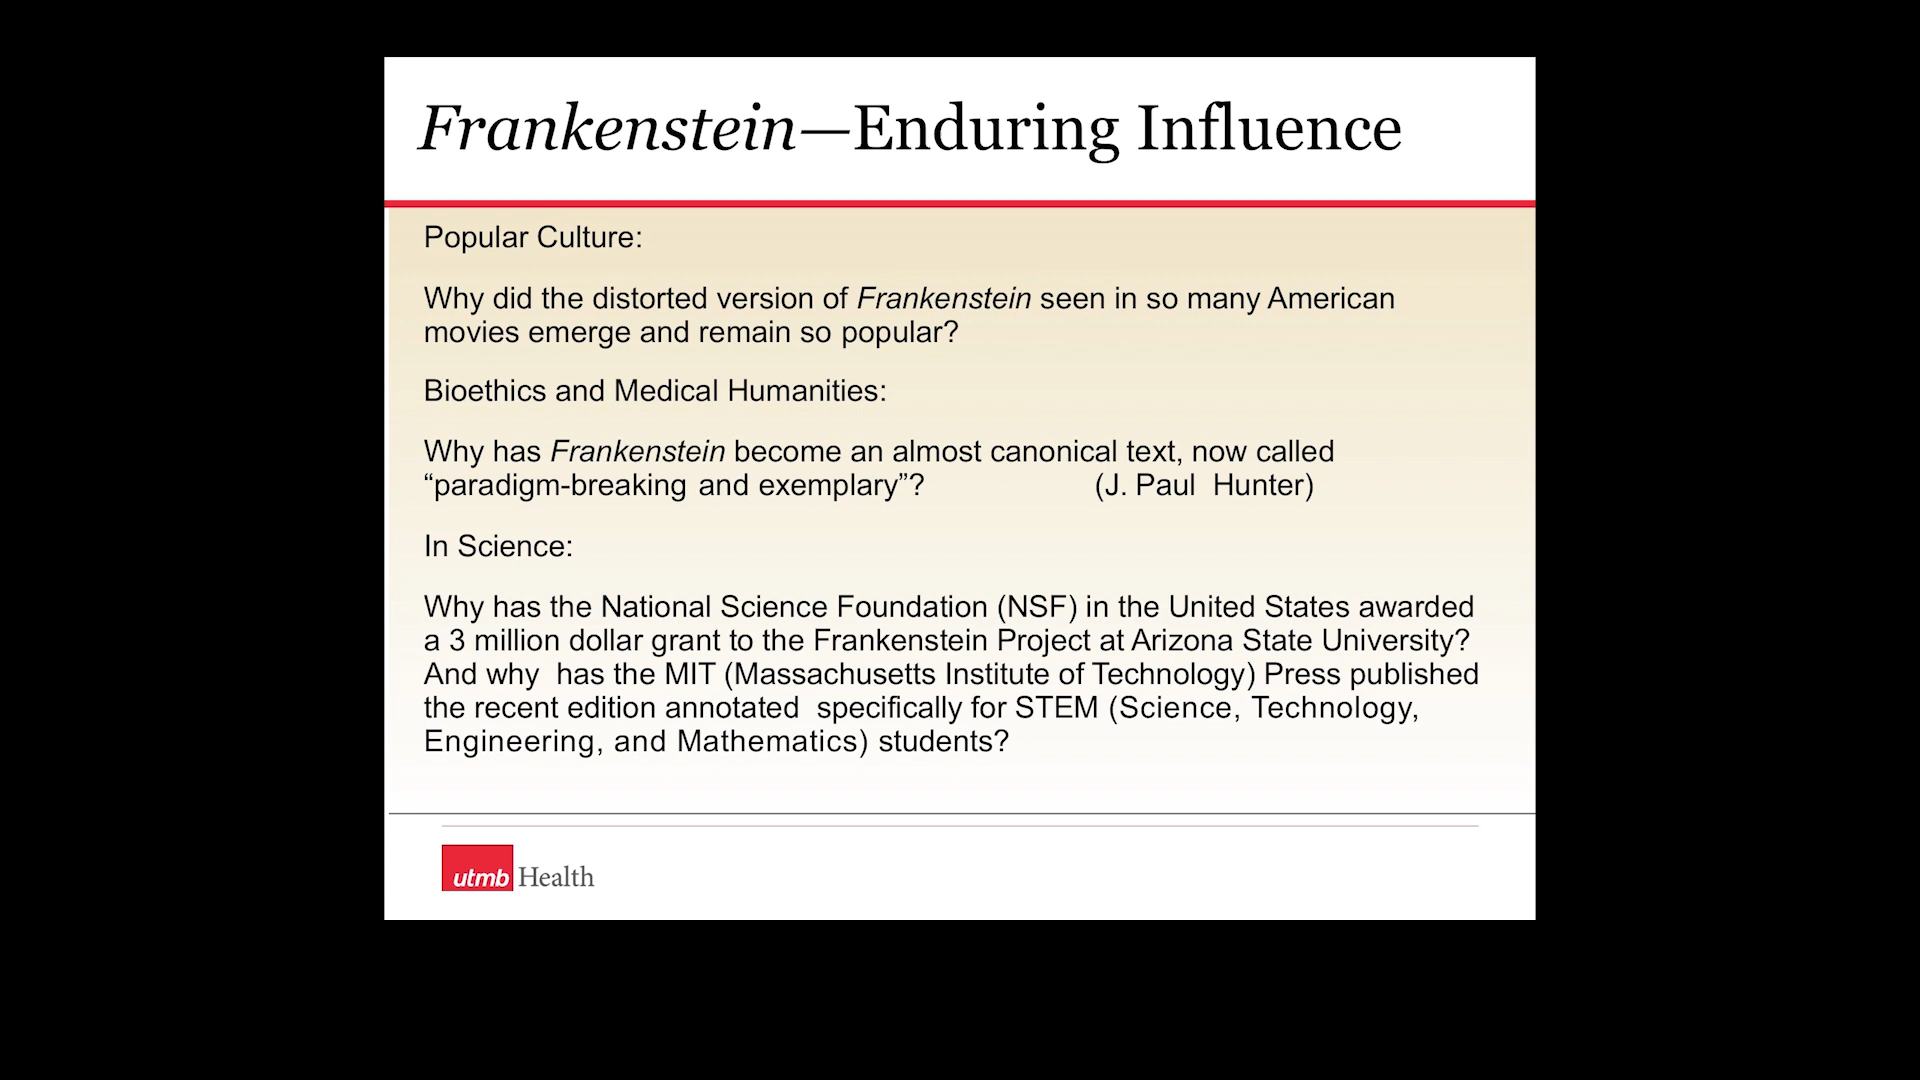 Frankenstein—Enduring Influence
Popular Culture:
Why did the distorted version of Frankenstein seen in so many American
movies emerge and remain so popular?
Bioethics and Medical Humanities:
Why has Frankenstein become an almost canonical text, now called
“paradigm-breaking and exemplary”? (J. Paul Hunter)
In Science:
Why has the National Science Foundation (NSF) in the United States awarded
a 3 million dollar grant to the Frankenstein Project at Arizona State University?
And why has the MIT (Massachusetts Institute of Technology) Press published
the recent edition annotated specifically for STEM (Science, Technology,
Engineering, and Mathematics) students?
utmb Health